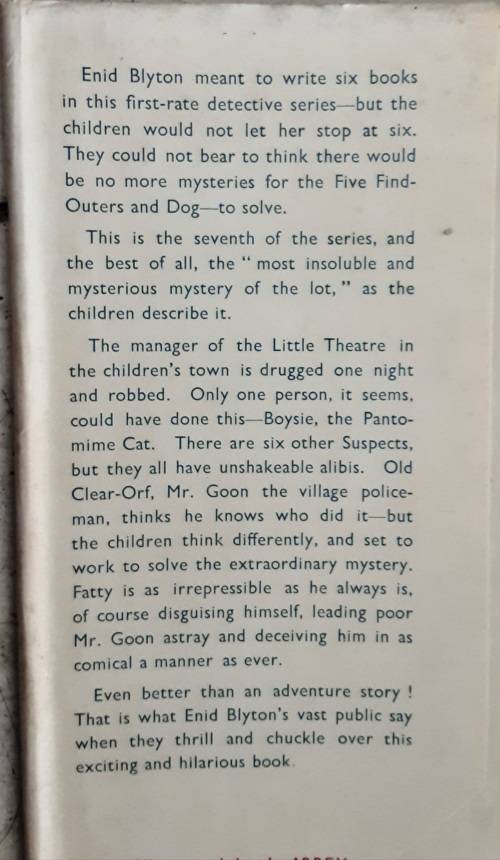 Enid Blyton meant to write six books
in this first-rate detective series—but the
children would not let her stop at six.
They could not bear to think there would
be no more mysteries for the Five Find-
Outers and Dog—to solve.
This is the seventh of the series, and
the best of all, the “ most insoluble and
mysterious mystery of the lot, ” as the
children describe it.
The manager of the Little Theatre in
the children’s town is drugged one night
and robbed. Only one person, it seems,
could have done this—Boysie, the Panto-
mime Cat. There are six other Suspects,
but they all have unshakeable alibis. Old
Clear-Orf, Mr. Goon the village police-
man, thinks he knows who did it—but
the children think differently, and set to
work to solve the extraordinary mystery.
Fatty is as irrepressible as he always is,
of course disguising himself, leading poor
Mr. Goon astray and deceiving him in as
comical a manner as ever.
Even better than an adventure story !
That is what Enid Blyton’s vast public say
when they thrill and chuckle over this
exciting and hilarious book.